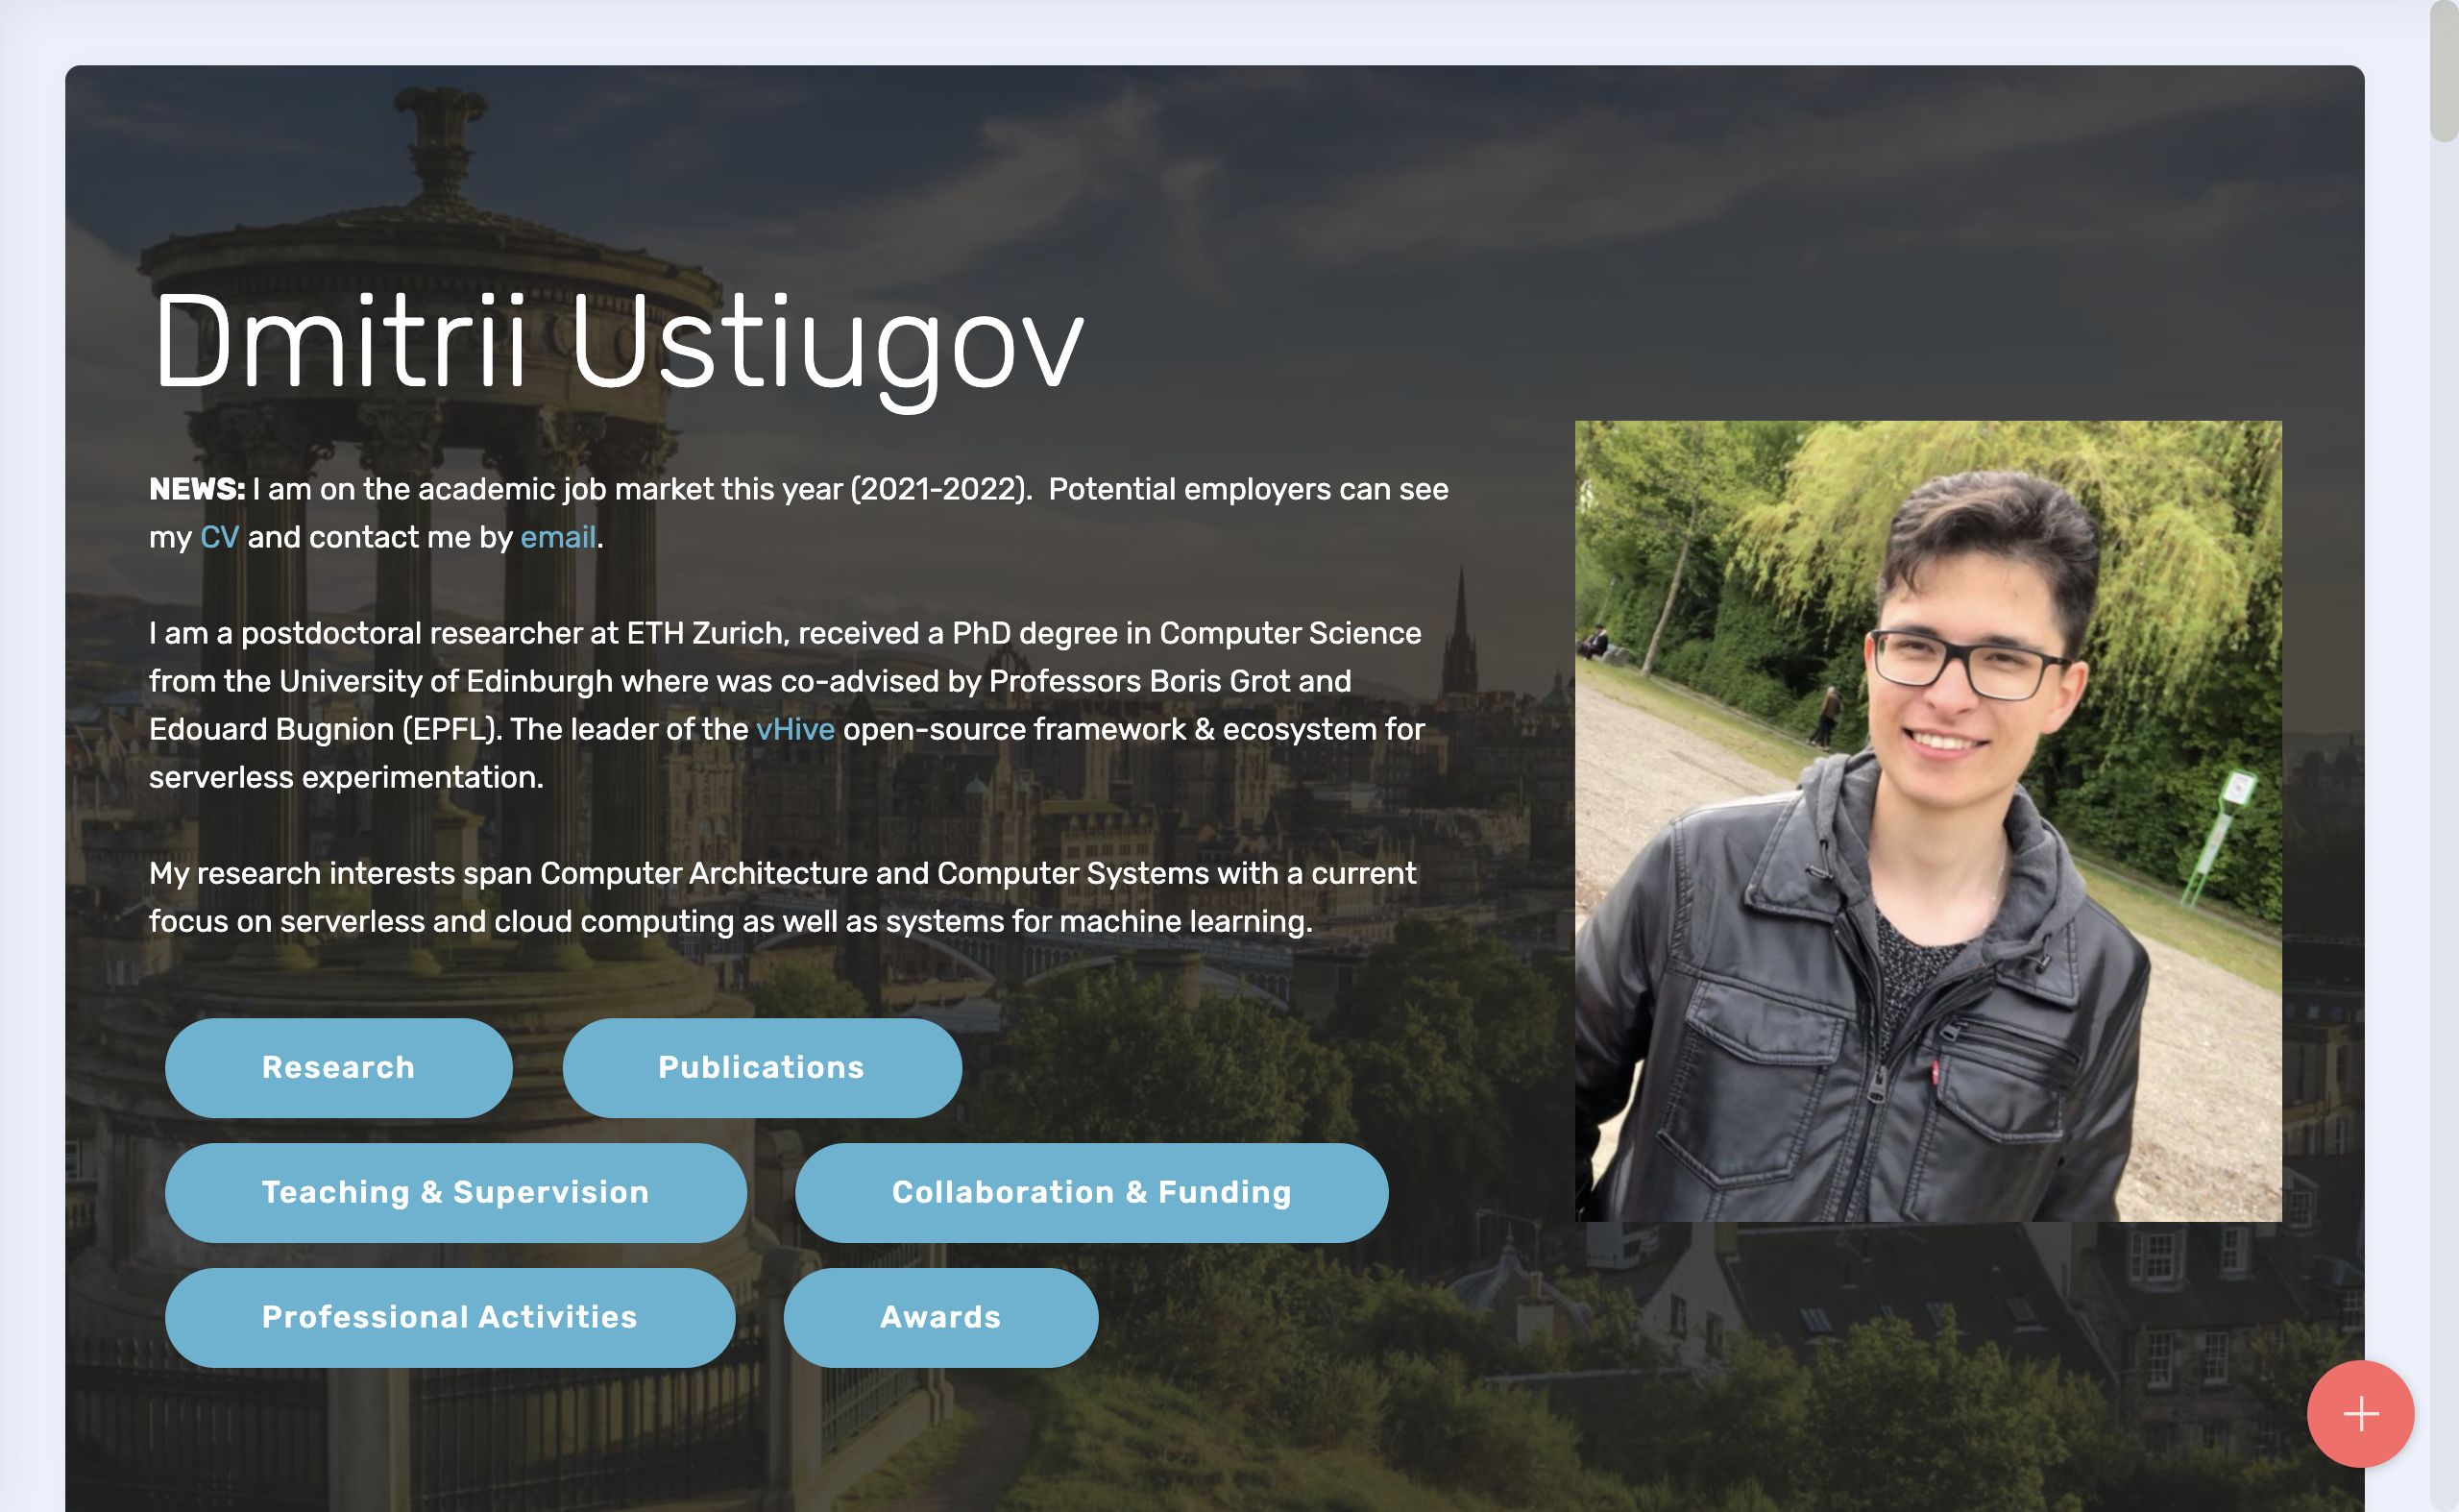 Dmitrii Ustiugov
NEWS: I am on the academic job market this year (2021-2022).  Potential employers can see
my CV and contact me by email.
I am a postdoctoral researcher at ETH Zurich, received a PhD degree in Computer Science
from the University of Edinburgh where was co-advised by Professors Boris Grot and
Edouard Bugnion (EPFL). The leader of the vHive open-source framework & ecosystem for
serverless experimentation.
My research interests span Computer Architecture and Computer Systems with a current
focus on serverless and cloud computing as well as systems for machine learning.
Research
Publications
Teaching & Supervision
Collaboration & Funding
Professional Activities
Awards